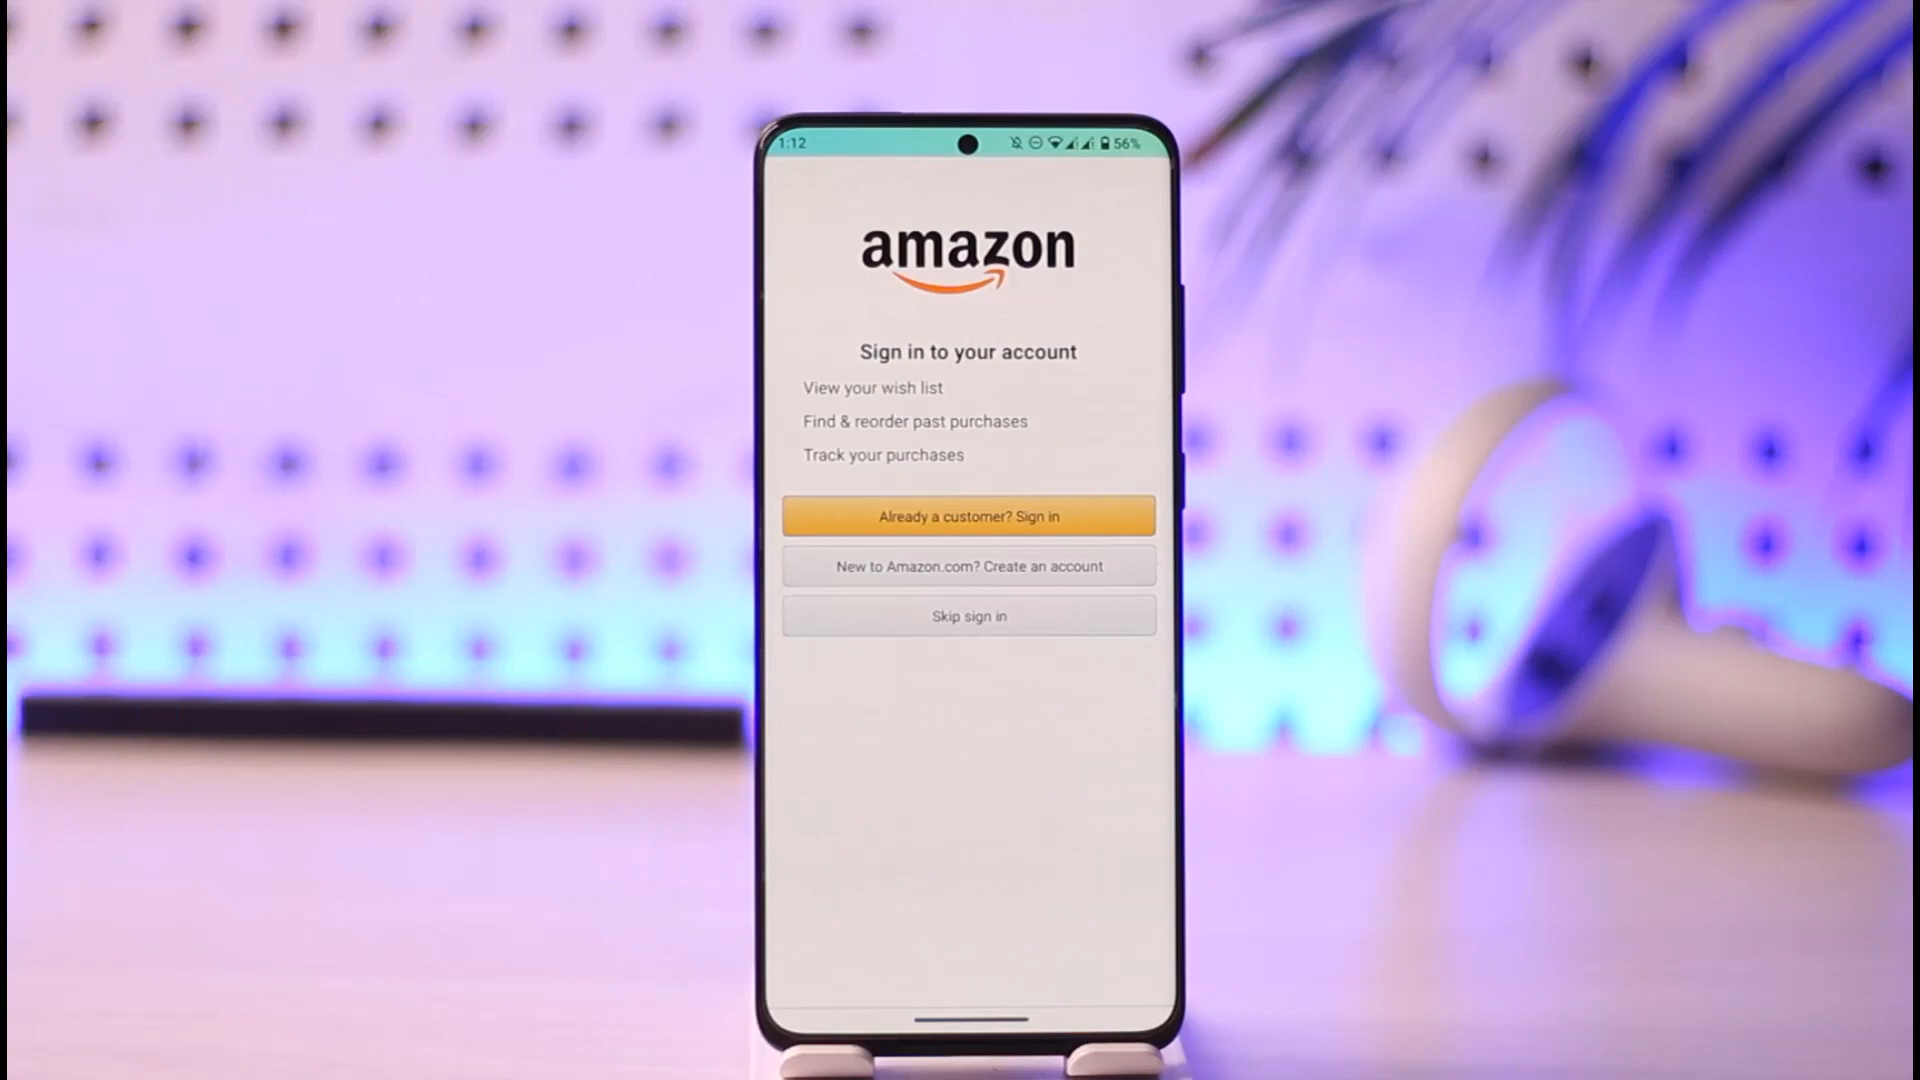 1:12
56%
amazon
Sign in to your account
View your wish list
Find & reorder past purchases
Track your purchases
Already a customer? Sign in
New to Amazon.com? Create an account
Skip sign in